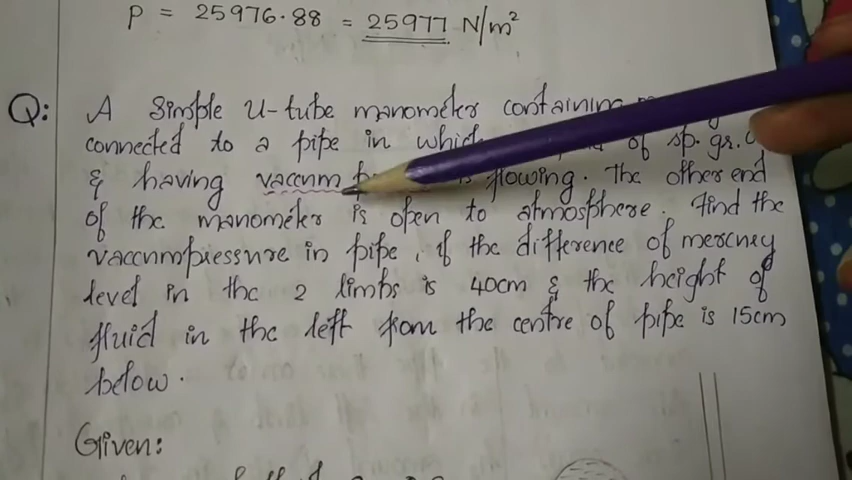 P = 25976.88 = 25977 N/m²
Q: A Simple U-tube manometer containing
connected to a pipe in which of sp.gr.
& having vaccum flowing. The other end
of the manometer is open to atmosphere. find the
vaccumpressure in pipe, if the difference of mercury
level in the 2 limbs is 40cm & the height of
fluid in the left from the centre of pipe is 15cm
below.
Given: